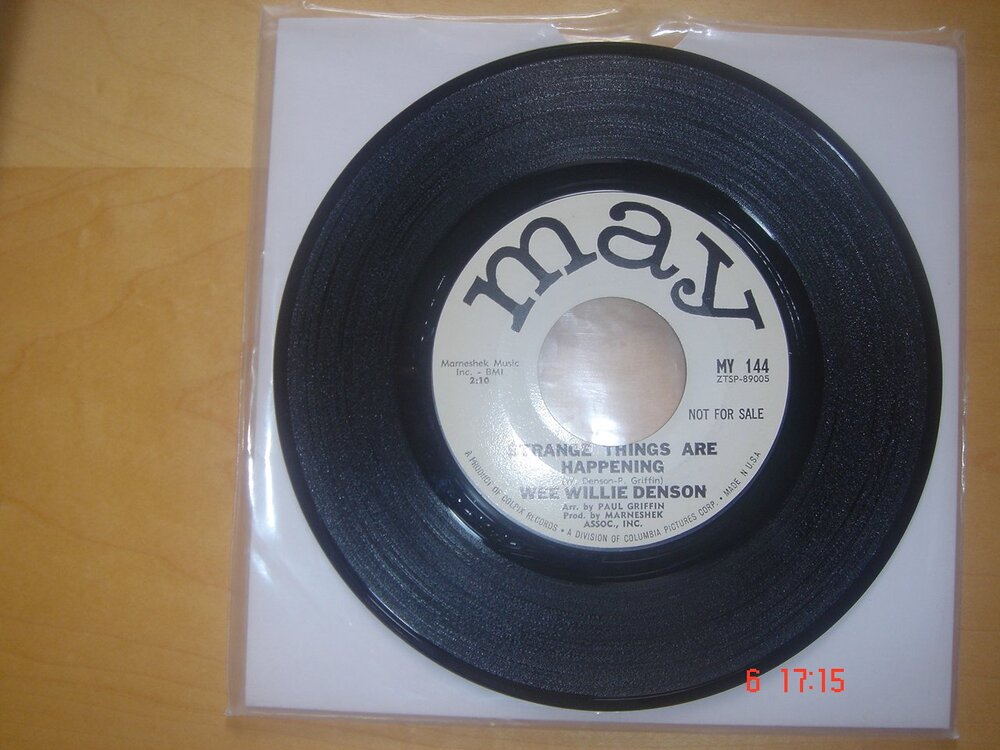 may
Marneshek Music
Inc. - BMI
2:10
MY 144
ZTSP-89005
NOT FOR SALE
STRANGE THINGS ARE
HAPPENING
(W. Denson-P. Griffin)
WEE WILLIE DENSON
Arr. by PAUL GRIFFIN
Prod. by MARNESHEK
ASSOC., INC.
A PRODUCT OF COLPIX RECORDS • A DIVISION OF COLUMBIA PICTURES CORP. • MADE IN U.S.A
6 17:15